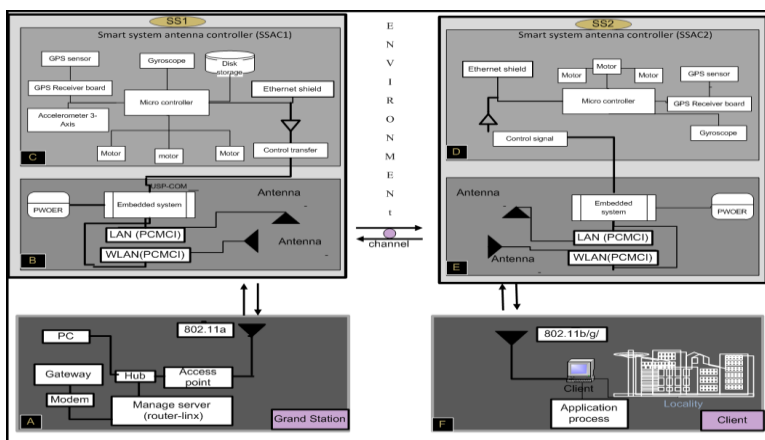 SS1
Smart system antenna controller (SSAC1)
GPS sensor
Gyroscope
Disk
storage
GPS Receiver board
Micro controller
Ethernet shield
Accelerometer 3-
Axis
Motor
motor
Motor
Control transfer
C
USP-COM
PWOER
Embedded system
Antenna
LAN (PCMCI)
Antenna
WLAN(PCMCI)
B
E
N
V
I
R
O
N
M
E
N
t
channel
SS2
Smart system antenna controller (SSAC2)
Ethernet shield
Motor
Motor
Motor
GPS sensor
Micro controller
GPS Receiver board
Gyroscope
Control signal
D
Antenna
Embedded
system
PWOER
LAN (PCMCI)
Antenna
WLAN(PCMCI)
E
PC
802.11a
Gateway
Hub
Access
point
Modem
Manage server
(router-linx)
A
Grand Station
802.11b/g/
Client
Locality
Application
process
F
Client